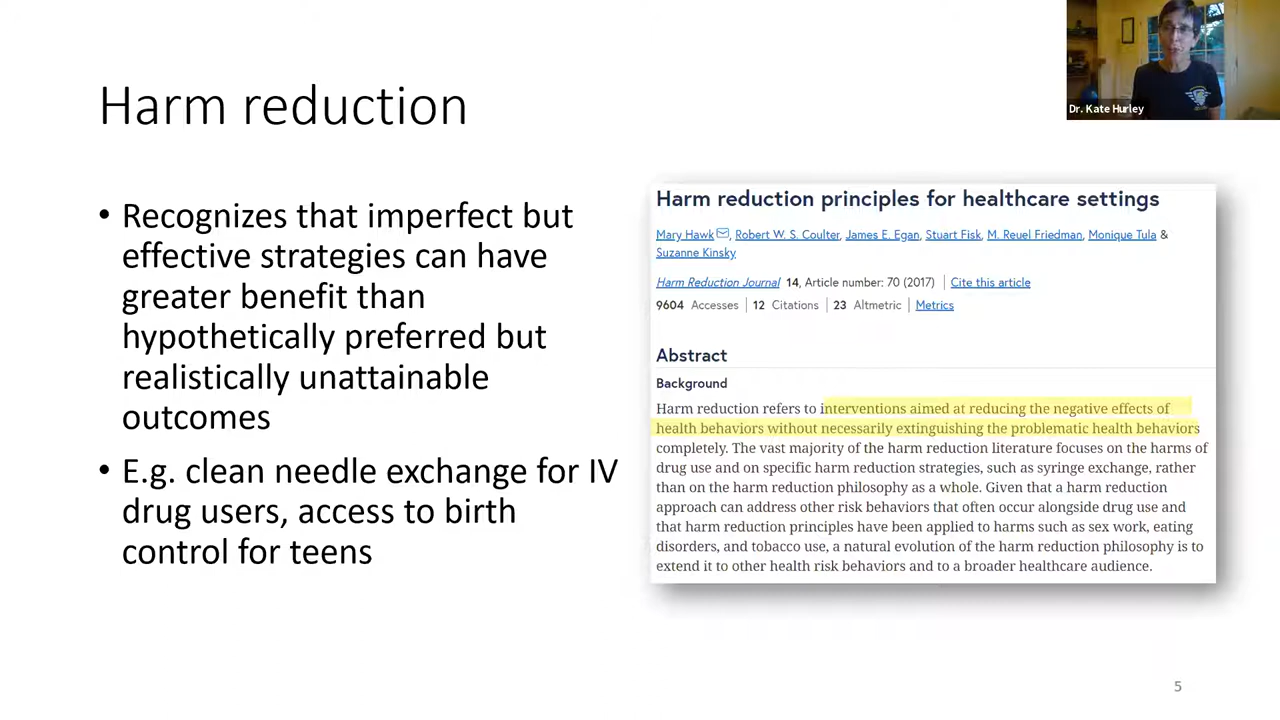 Dr. Kate Hurley
Harm reduction
• Recognizes that imperfect but
effective strategies can have
greater benefit than
hypothetically preferred but
realistically unattainable
outcomes
• E.g. clean needle exchange for IV
drug users, access to birth
control for teens
Harm reduction principles for healthcare settings
Mary Hawk, Robert W. S. Coulter, James E. Egan, Stuart Fisk, M. Reuel Friedman, Monique Tula &
Suzanne Kinsky
Harm Reduction Journal 14, Article number: 70 (2017) | Cite this article
9604 Accesses | 12 Citations | 23 Altmetric | Metrics
Abstract
Background
Harm reduction refers to interventions aimed at reducing the negative effects of
health behaviors without necessarily extinguishing the problematic health behaviors
completely. The vast majority of the harm reduction literature focuses on the harms of
drug use and on specific harm reduction strategies, such as syringe exchange, rather
than on the harm reduction philosophy as a whole. Given that a harm reduction
approach can address other risk behaviors that often occur alongside drug use and
that harm reduction principles have been applied to harms such as sex work, eating
disorders, and tobacco use, a natural evolution of the harm reduction philosophy is to
extend it to other health risk behaviors and to a broader healthcare audience.
5